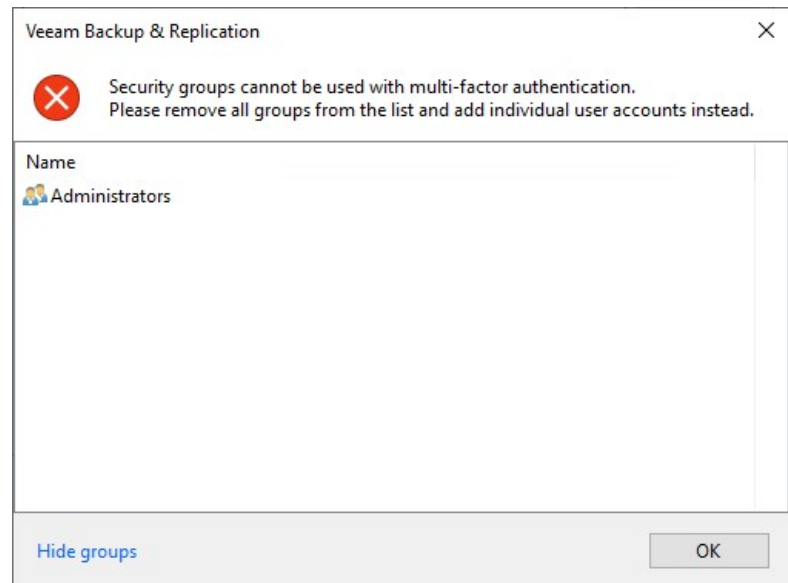 Veeam Backup & Replication
Security groups cannot be used with multi-factor authentication.
Please remove all groups from the list and add individual user accounts instead.
Name
Administrators
Hide groups
OK